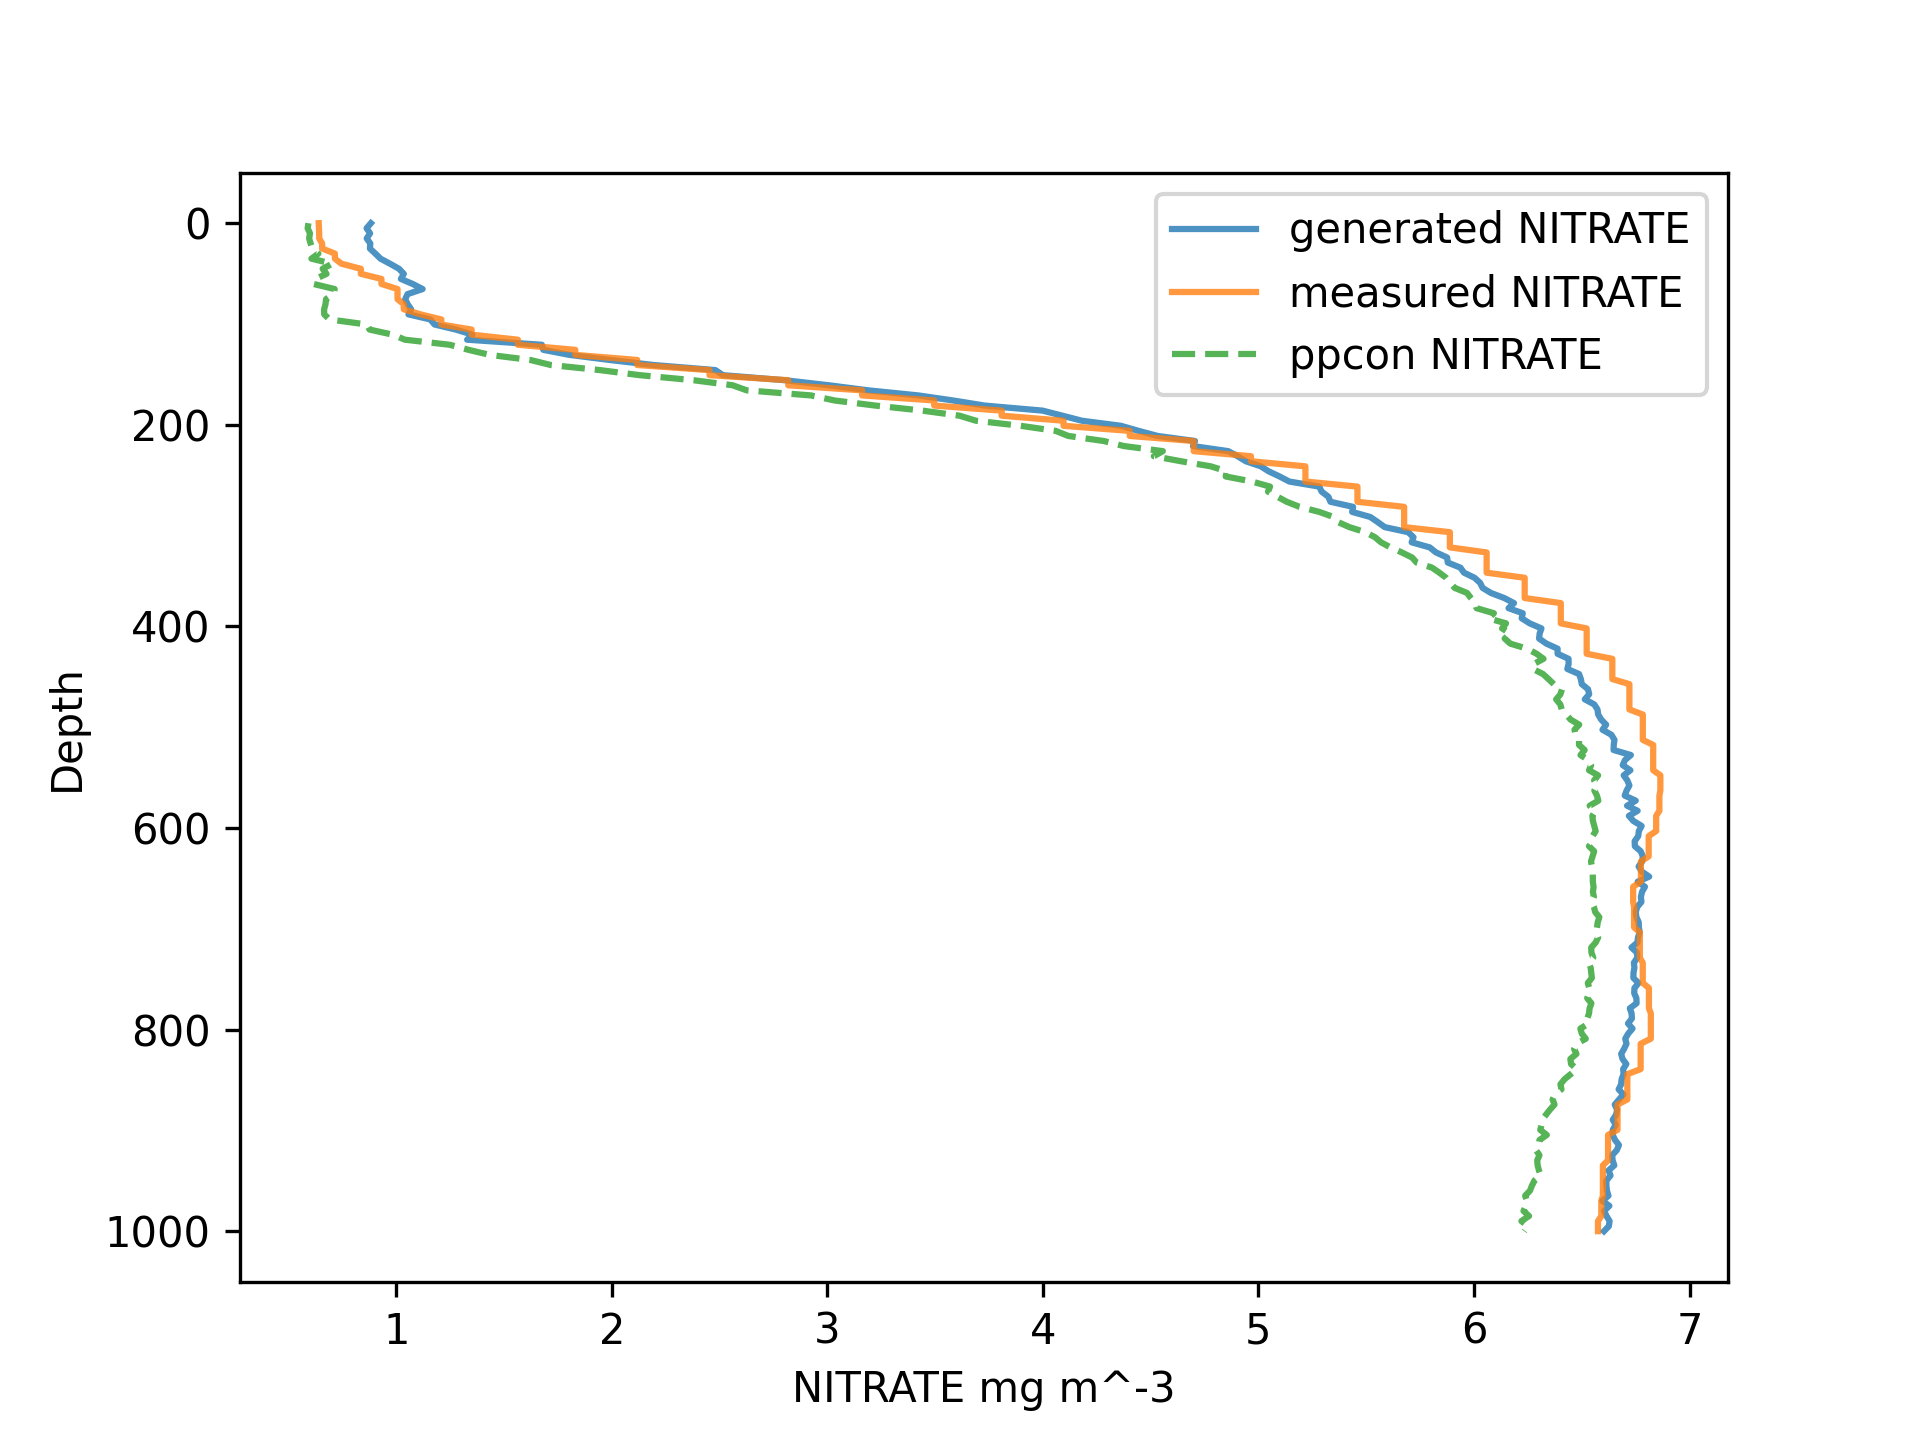 generated NITRATE
measured NITRATE
ppcon NITRATE
0
200
400
600
800
1000
Depth
1 2 3 4 5 6 7
NITRATE mg m^-3